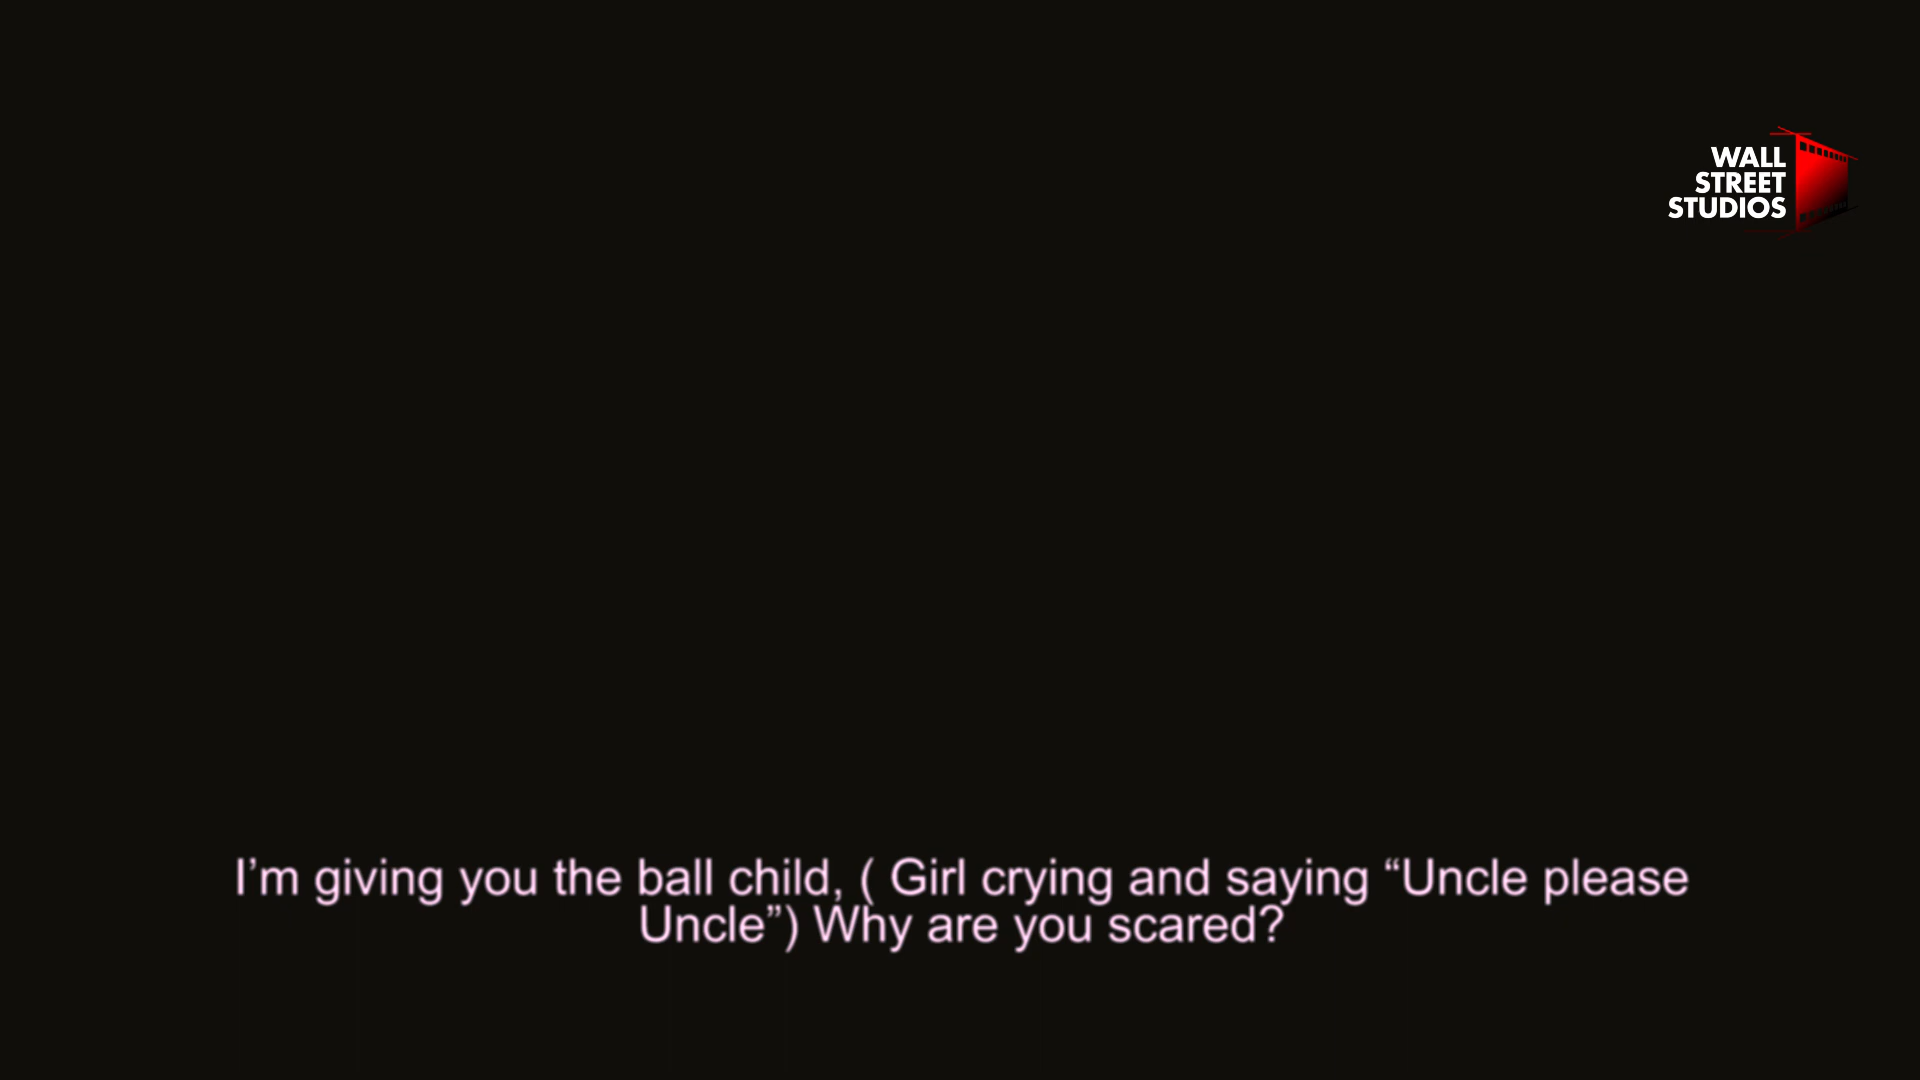 WALL
STREET
STUDIOS
I’m giving you the ball child, ( Girl crying and saying “Uncle please
Uncle”) Why are you scared?